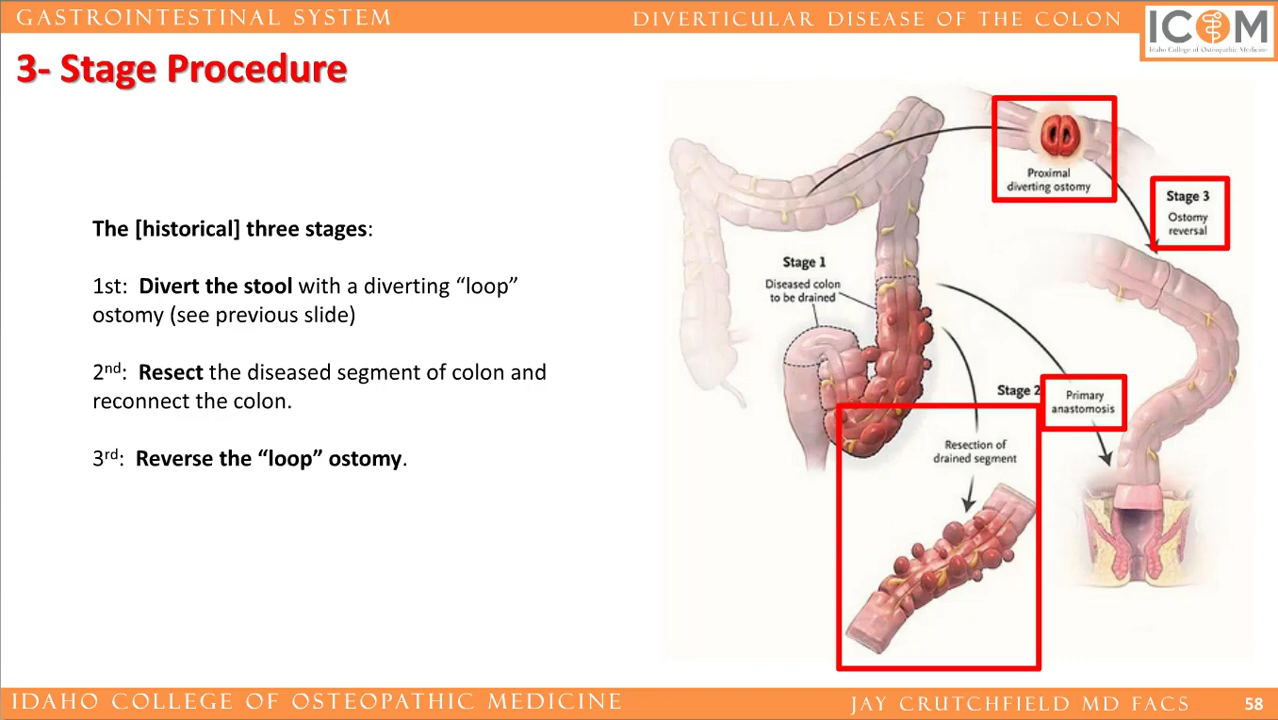 GASTROINTESTINAL SYSTEM
DIVERTICULAR DISEASE OF THE COLON
ICOM
Idaho College of Osteopathic Medicine
3- Stage Procedure
The [historical] three stages:
1st:  Divert the stool with a diverting “loop”
ostomy (see previous slide)
2nd:  Resect the diseased segment of colon and
reconnect the colon.
3rd:  Reverse the “loop” ostomy.
Proximal
diverting ostomy
Stage 3
Ostomy
reversal
Stage 1
Diseased colon
to be drained
Stage 2
Primary
anastomosis
Resection of
drained segment
IDAHO COLLEGE OF OSTEOPATHIC MEDICINE
JAY CRUTCHFIELD MD FACS
58